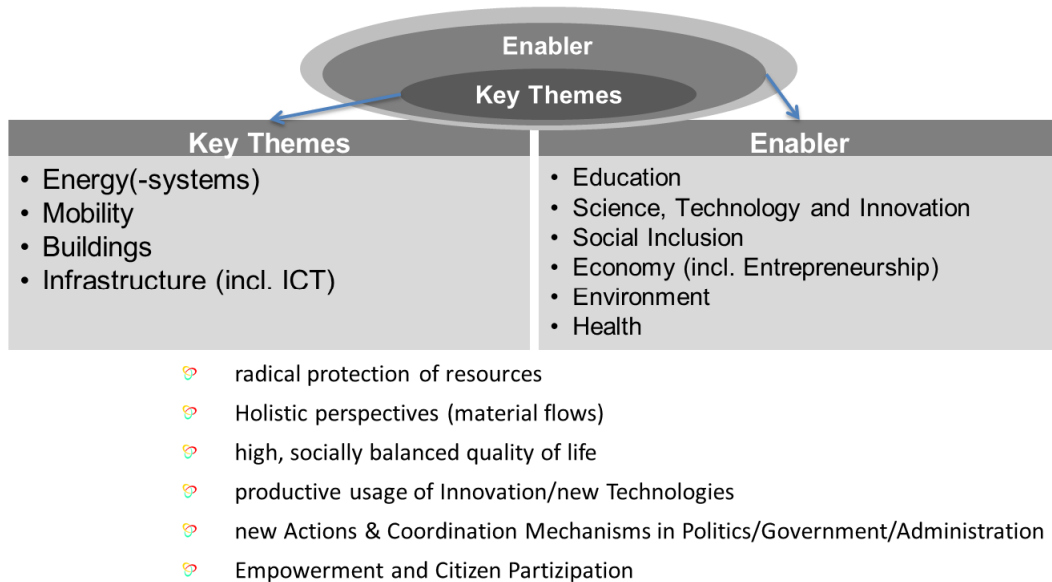 Enabler
Key Themes
Key Themes
• Energy(-systems)
• Mobility
• Buildings
• Infrastructure (incl. ICT)
Enabler
• Education
• Science, Technology and Innovation
• Social Inclusion
• Economy (incl. Entrepreneurship)
• Environment
• Health
radical protection of resources
Holistic perspectives (material flows)
high, socially balanced quality of life
productive usage of Innovation/new Technologies
new Actions & Coordination Mechanisms in Politics/Government/Administration
Empowerment and Citizen Partizipation